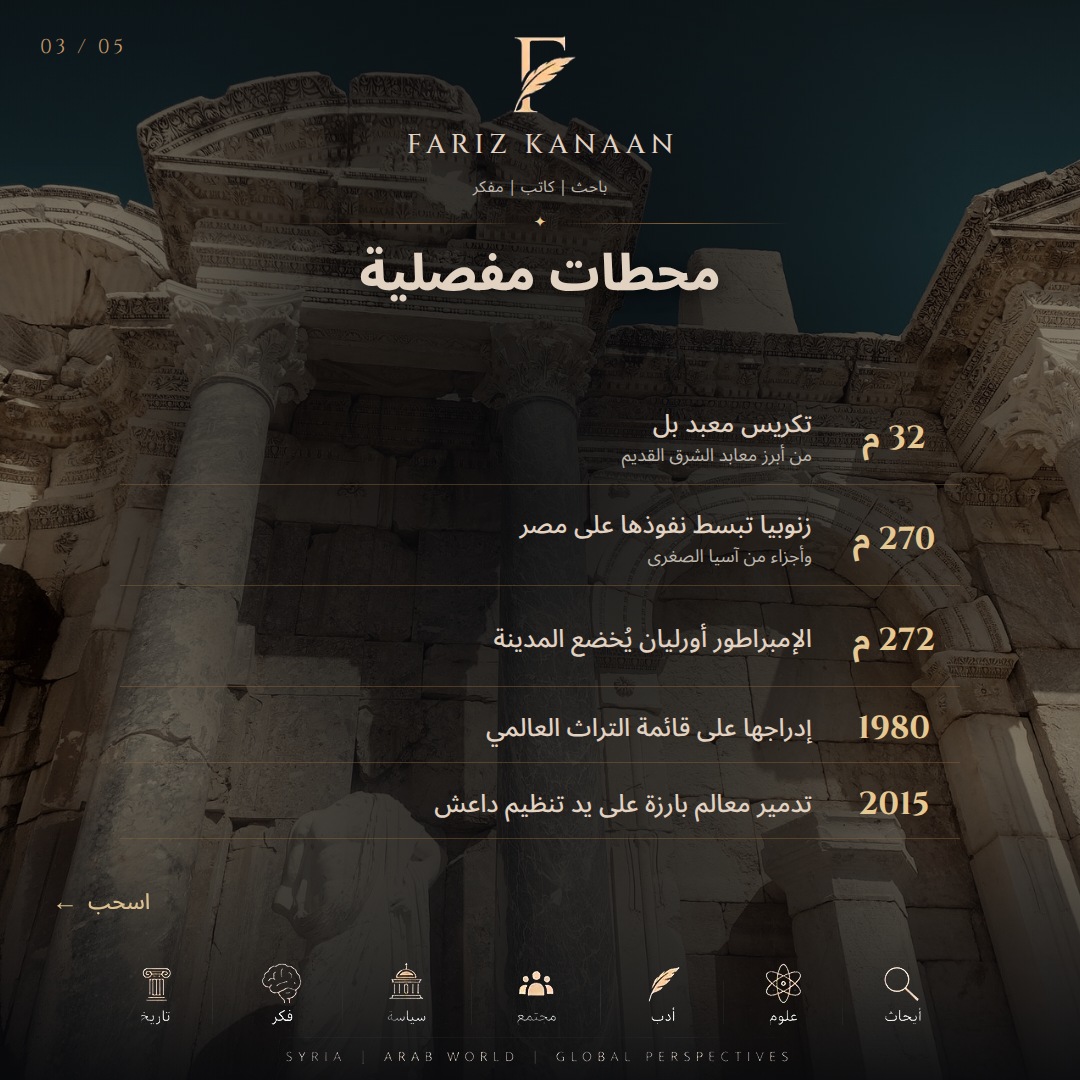 03 / 05
FARIZ KANAAN
باحث | كاتب | مفكر
محطات مفصلية
32 م
تكريس معبد بل
من أبرز معابد الشرق القديم
270 م
زنوبيا تبسط نفوذها على مصر
وأجزاء من آسيا الصغرى
272 م
الإمبراطور أورليان يُخضع المدينة
1980
إدراجها على قائمة التراث العالمي
2015
تدمير معالم بارزة على يد تنظيم داعش
اسحب ←
أبحاث
علوم
أدب
مجتمع
سياسة
فكر
تاريخ
SYRIA | ARAB WORLD | GLOBAL PERSPECTIVES